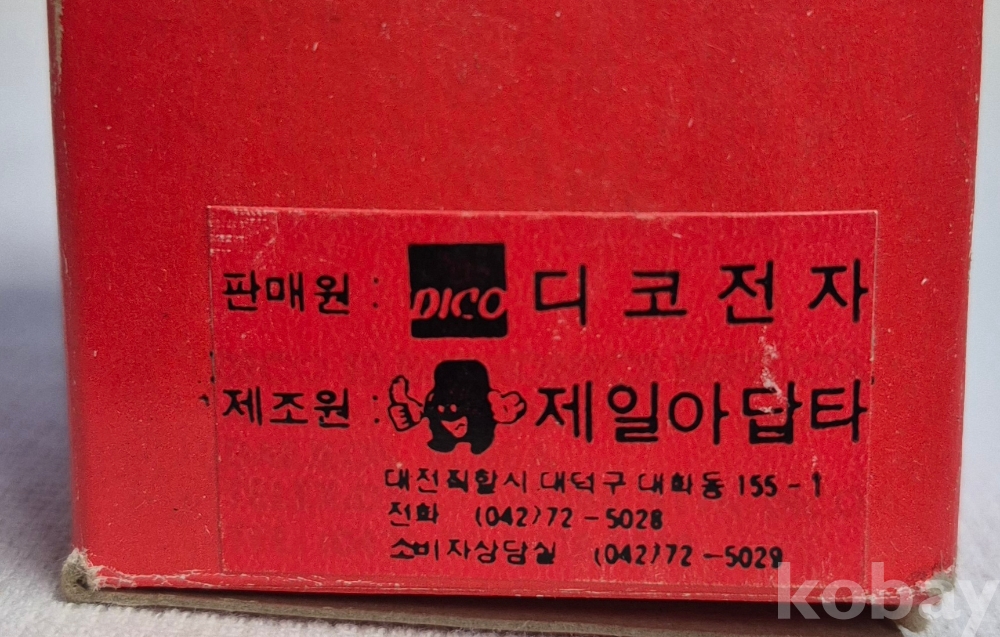 판매원 : DICO 디코전자
제조원 : 제일아답타
대전직할시 대덕구 대화동 155-1
전화 (042)72-5028
소비자상담실 (042)72-5029
kobay